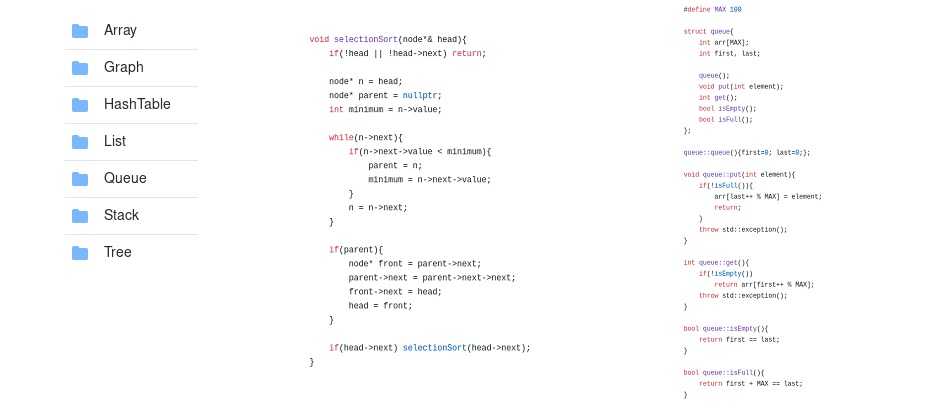 Array
Graph
HashTable
List
Queue
Stack
Tree
void selectionSort(node*& head){
if(!head || !head->next) return;
node* n = head;
node* parent = nullptr;
int minimum = n->value;
while(n->next){
if(n->next->value < minimum){
parent = n;
minimum = n->next->value;
}
n = n->next;
}
if(parent){
node* front = parent->next;
parent->next = parent->next->next;
front->next = head;
head = front;
}
if(head->next) selectionSort(head->next);
}
#define MAX 100
struct queue{
int arr[MAX];
int first, last;
queue();
void put(int element);
int get();
bool isEmpty();
bool isFull();
};
queue::queue(){first=0; last=0;};
void queue::put(int element){
if(!isFull()){
arr[last++ % MAX] = element;
return;
}
throw std::exception();
}
int queue::get(){
if(!isEmpty())
return arr[first++ % MAX];
throw std::exception();
}
bool queue::isEmpty(){
return first == last;
}
bool queue::isFull(){
return first + MAX == last;
}